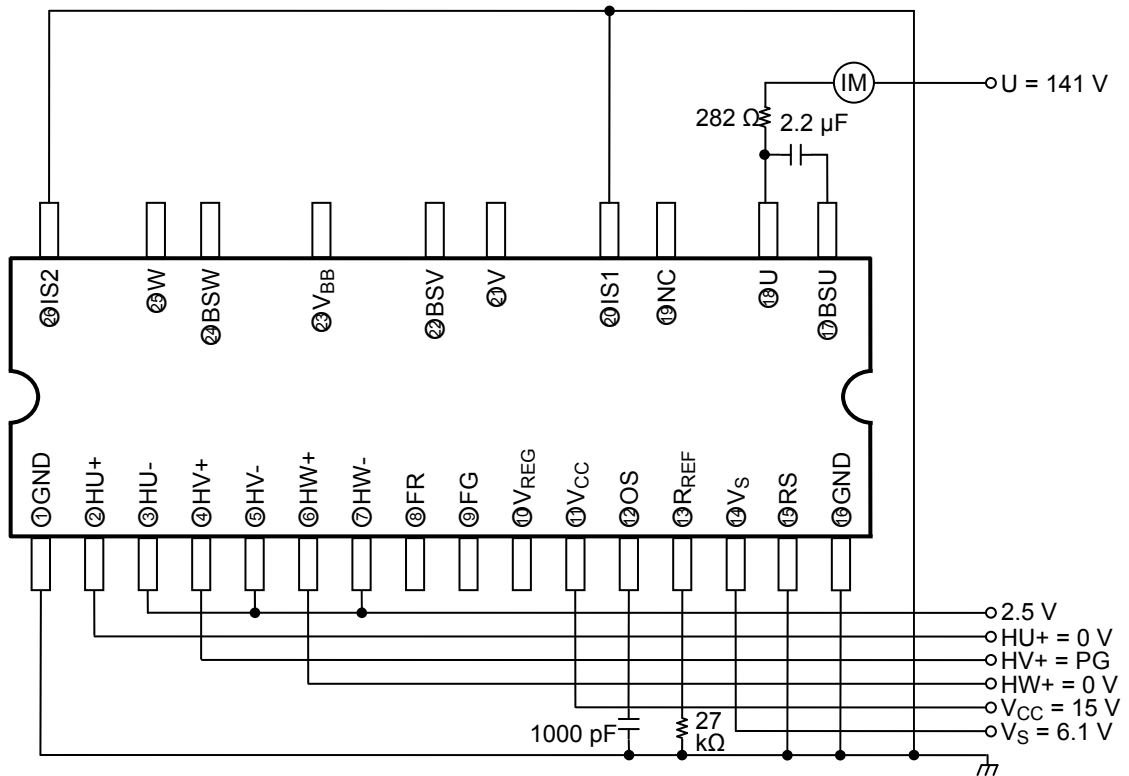 IM
U = 141 V
282 Ω
2.2 µF
㉖IS2
㉕W
㉔BSW
㉓VBB
㉒BSV
㉑V
⑳IS1
⑲NC
⑱U
⑰BSU
①GND
②HU+
③HU-
④HV+
⑤HV-
⑥HW+
⑦HW-
⑧FR
⑨FG
⑩VREG
⑪VCC
⑫OS
⑬RREF
⑭VS
⑮RS
⑯GND
2.5 V
HU+ = 0 V
HV+ = PG
HW+ = 0 V
VCC = 15 V
VS = 6.1 V
1000 pF
27
kΩ